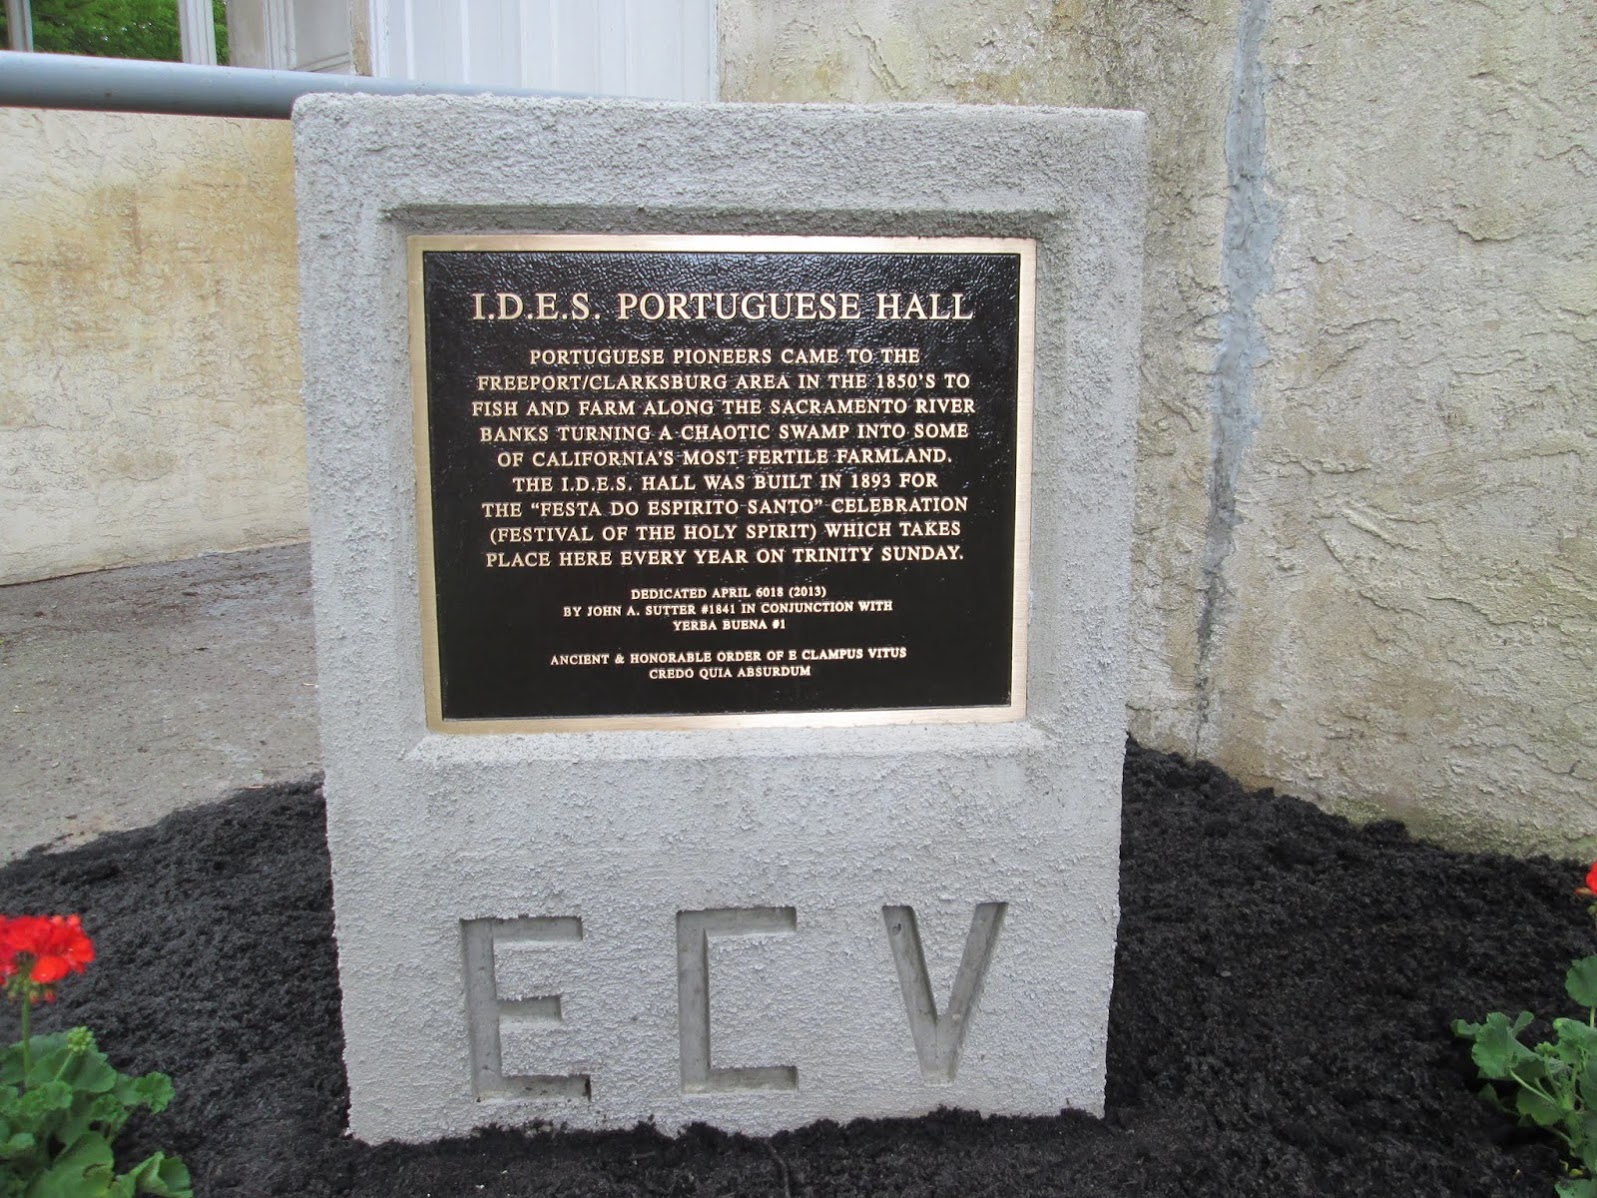 I.D.E.S. PORTUGUESE HALL
PORTUGUESE PIONEERS CAME TO THE
FREEPORT/CLARKSBURG AREA IN THE 1850'S TO
FISH AND FARM ALONG THE SACRAMENTO RIVER
BANKS TURNING A CHAOTIC SWAMP INTO SOME
OF CALIFORNIA'S MOST FERTILE FARMLAND.
THE I.D.E.S. HALL WAS BUILT IN 1893 FOR
THE "FESTA DO ESPIRITO SANTO" CELEBRATION
(FESTIVAL OF THE HOLY SPIRIT) WHICH TAKES
PLACE HERE EVERY YEAR ON TRINITY SUNDAY.
DEDICATED APRIL 6018 (2013)
BY JOHN A. SUTTER #1841 IN CONJUNCTION WITH
YERBA BUENA #1
ANCIENT & HONORABLE ORDER OF E CLAMPUS VITUS
CREDO QUIA ABSURDUM
ECV